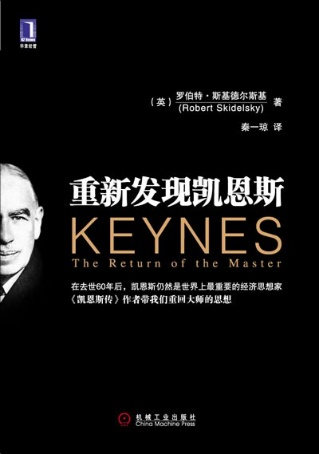 华章经管
（英）罗伯特·斯基德尔斯基 著
(Robert Skidelsky)
秦一琼 译
重新发现凯恩斯
KEYNES
The Return of the Master
在去世60年后，凯恩斯仍然是世界上最重要的经济思想家
《凯恩斯传》作者带我们重回大师的思想
机械工业出版社
China Machine Press